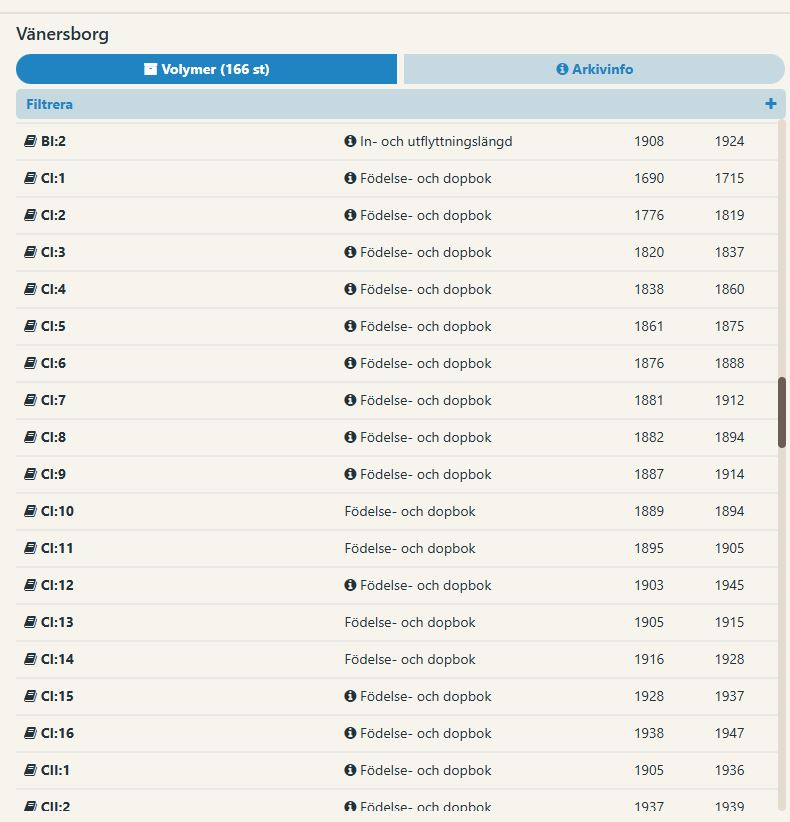 Vänersborg
Volymer (166 st) Arkivinfo
Filtrera
BI:2 In- och utflyttningslängd 1908 1924
CI:1 Födelse- och dopbok 1690 1715
CI:2 Födelse- och dopbok 1776 1819
CI:3 Födelse- och dopbok 1820 1837
CI:4 Födelse- och dopbok 1838 1860
CI:5 Födelse- och dopbok 1861 1875
CI:6 Födelse- och dopbok 1876 1888
CI:7 Födelse- och dopbok 1881 1912
CI:8 Födelse- och dopbok 1882 1894
CI:9 Födelse- och dopbok 1887 1914
CI:10 Födelse- och dopbok 1889 1894
CI:11 Födelse- och dopbok 1895 1905
CI:12 Födelse- och dopbok 1903 1945
CI:13 Födelse- och dopbok 1905 1915
CI:14 Födelse- och dopbok 1916 1928
CI:15 Födelse- och dopbok 1928 1937
CI:16 Födelse- och dopbok 1938 1947
CII:1 Födelse- och dopbok 1905 1936
CII:2 Födelse- och dopbok 1937 1939